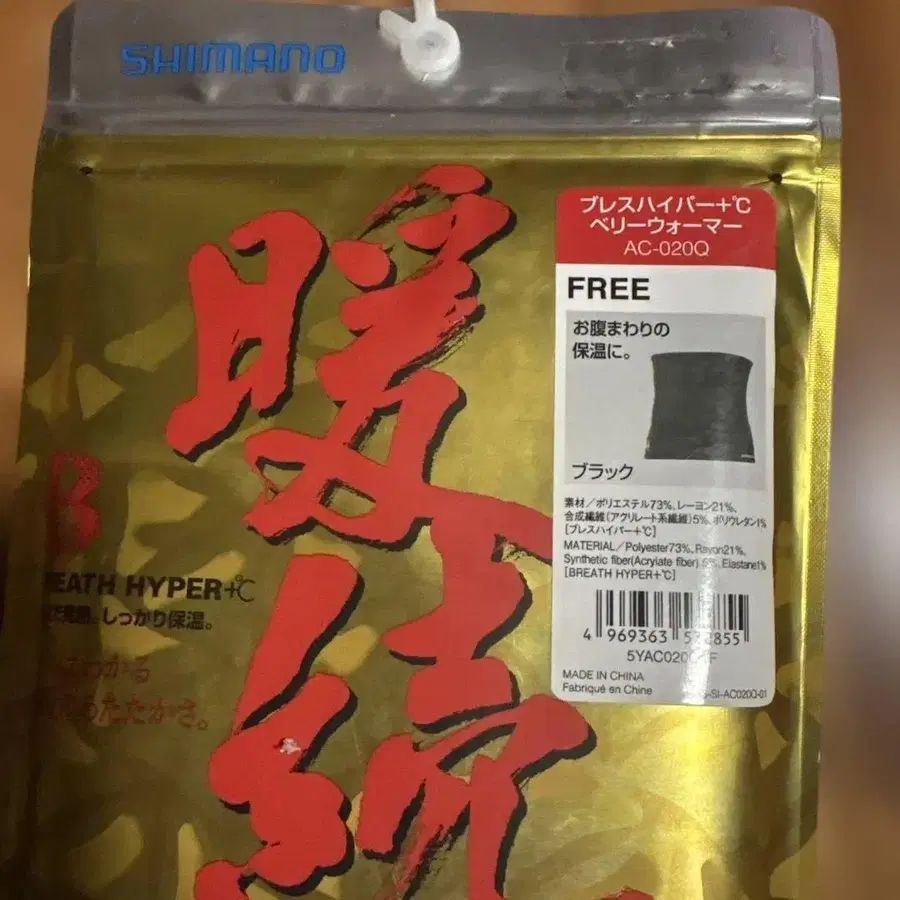 SHIMANO
暖
ブレスハイパー+℃
ベリーウォーマー
AC-020Q
FREE
お腹まわりの
保温に。
ブラック
素材/ポリエステル73%、レーヨン21%、
合成繊維(アクリレート系繊維)5%、ポリウレタン1%
[ブレスハイパー+℃]
MATERIAL/Polyester73%, Rayon21%,
Synthetic fiber(Acrylate fiber) 5%, Elastane1%
[BREATH HYPER+℃]
4 969363
MADE IN CHINA
Fabriqué en Chine
-SI-AC020Q-01
HYPER+℃
しっかり保温。